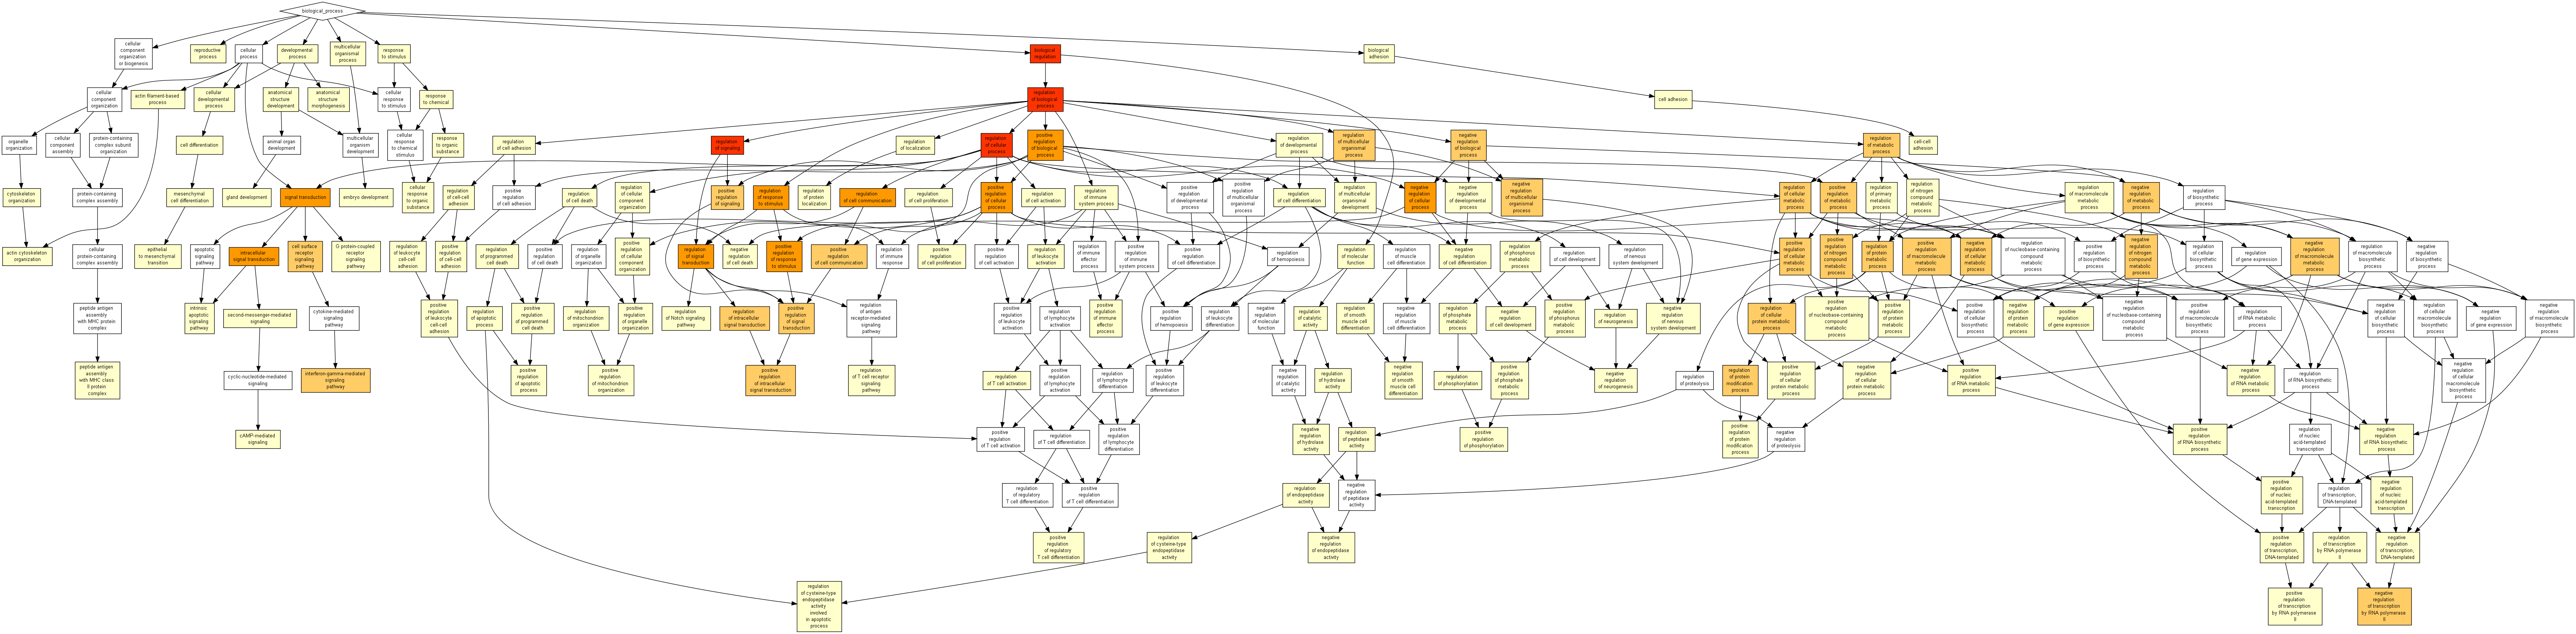 biological_process
cellular
component
organization
or biogenesis
reproductive
process
cellular
process
developmental
process
multicellular
organismal
process
response
to stimulus
biological
regulation
biological
adhesion
cellular
component
organization
actin filament-based
process
cellular
developmental
process
anatomical
structure
development
anatomical
structure
morphogenesis
cellular
response
to stimulus
response
to chemical
regulation
of biological
process
cell adhesion
organelle
organization
cellular
component
assembly
protein-containing
complex subunit
organization
cell differentiation
animal organ
development
multicellular
organism
development
cellular
response
to chemical
stimulus
response
to organic
substance
regulation
of cell adhesion
regulation
of signaling
regulation
of localization
regulation
of cellular
process
positive
regulation
of biological
process
regulation
of developmental
process
regulation
of multicellular
organismal
process
negative
regulation
of biological
process
regulation
of metabolic
process
cell-cell
adhesion
cytoskeleton
organization
protein-containing
complex assembly
mesenchymal
cell differentiation
gland development
signal transduction
embryo development
cellular
response
to organic
substance
regulation
of cell-cell
adhesion
positive
regulation
of cell adhesion
regulation
of cell death
regulation
of cellular
component
organization
positive
regulation
of signaling
regulation
of response
to stimulus
regulation
of protein
localization
regulation
of cell communication
regulation
of cell proliferation
positive
regulation
of cellular
process
regulation
of cell activation
regulation
of immune
system process
positive
regulation
of developmental
process
positive
regulation
of multicellular
organismal
process
regulation
of cell differentiation
regulation
of multicellular
organismal
development
negative
regulation
of cellular
process
negative
regulation
of developmental
process
negative
regulation
of multicellular
organismal
process
regulation
of cellular
metabolic
process
positive
regulation
of metabolic
process
regulation
of primary
metabolic
process
regulation
of nitrogen
compound
metabolic
process
regulation
of macromolecule
metabolic
process
negative
regulation
of metabolic
process
regulation
of biosynthetic
process
actin cytoskeleton
organization
cellular
protein-containing
complex assembly
epithelial
to mesenchymal
transition
apoptotic
signaling
pathway
intracellular
signal transduction
cell surface
receptor
signaling
pathway
G protein-coupled
receptor
signaling
pathway
regulation
of leukocyte
cell-cell
adhesion
positive
regulation
of cell-cell
adhesion
regulation
of programmed
cell death
positive
regulation
of cell death
regulation
of organelle
organization
positive
regulation
of cellular
component
organization
regulation
of signal
transduction
negative
regulation
of cell death
positive
regulation
of response
to stimulus
positive
regulation
of cell communication
regulation
of immune
response
positive
regulation
of cell proliferation
positive
regulation
of cell activation
regulation
of leukocyte
activation
regulation
of immune
effector
process
positive
regulation
of immune
system process
positive
regulation
of cell differentiation
regulation
of hemopoiesis
regulation
of molecular
function
regulation
of muscle
cell differentiation
negative
regulation
of cell differentiation
regulation
of phosphorus
metabolic
process
regulation
of cell development
regulation
of nervous
system development
positive
regulation
of cellular
metabolic
process
positive
regulation
of nitrogen
compound
metabolic
process
regulation
of protein
metabolic
process
positive
regulation
of macromolecule
metabolic
process
negative
regulation
of cellular
metabolic
process
regulation
of nucleobase-containing
compound
metabolic
process
positive
regulation
of biosynthetic
process
negative
regulation
of nitrogen
compound
metabolic
process
regulation
of cellular
biosynthetic
process
regulation
of gene expression
negative
regulation
of macromolecule
metabolic
process
regulation
of macromolecule
biosynthetic
process
negative
regulation
of biosynthetic
process
peptide antigen
assembly
with MHC protein
complex
intrinsic
apoptotic
signaling
pathway
second-messenger-mediated
signaling
cytokine-mediated
signaling
pathway
positive
regulation
of leukocyte
cell-cell
adhesion
regulation
of apoptotic
process
positive
regulation
of programmed
cell death
regulation
of mitochondrion
organization
positive
regulation
of organelle
organization
regulation
of Notch signaling
pathway
regulation
of intracellular
signal transduction
positive
regulation
of signal
transduction
regulation
of antigen
receptor-mediated
signaling
pathway
positive
regulation
of leukocyte
activation
regulation
of lymphocyte
activation
positive
regulation
of immune
effector
process
positive
regulation
of hemopoiesis
regulation
of leukocyte
differentiation
negative
regulation
of molecular
function
regulation
of catalytic
activity
regulation
of smooth
muscle cell
differentiation
negative
regulation
of muscle
cell differentiation
regulation
of phosphate
metabolic
process
negative
regulation
of cell development
positive
regulation
of phosphorus
metabolic
process
regulation
of neurogenesis
negative
regulation
of nervous
system development
regulation
of cellular
protein metabolic
process
positive
regulation
of nucleobase-containing
compound
metabolic
process
positive
regulation
of protein
metabolic
process
positive
regulation
of cellular
biosynthetic
process
negative
regulation
of protein
metabolic
process
positive
regulation
of gene expression
negative
regulation
of nucleobase-containing
compound
metabolic
process
positive
regulation
of macromolecule
biosynthetic
process
regulation
of RNA metabolic
process
negative
regulation
of cellular
biosynthetic
process
regulation
of cellular
macromolecule
biosynthetic
process
negative
regulation
of gene expression
negative
regulation
of macromolecule
biosynthetic
process
peptide antigen
assembly
with MHC class
II protein
complex
cyclic-nucleotide-mediated
signaling
interferon-gamma-mediated
signaling
pathway
positive
regulation
of apoptotic
process
positive
regulation
of mitochondrion
organization
positive
regulation
of intracellular
signal transduction
regulation
of T cell receptor
signaling
pathway
regulation
of T cell activation
positive
regulation
of lymphocyte
activation
regulation
of lymphocyte
differentiation
positive
regulation
of leukocyte
differentiation
negative
regulation
of catalytic
activity
regulation
of hydrolase
activity
negative
regulation
of smooth
muscle cell
differentiation
regulation
of phosphorylation
positive
regulation
of phosphate
metabolic
process
negative
regulation
of neurogenesis
regulation
of proteolysis
regulation
of protein
modification
process
positive
regulation
of cellular
protein metabolic
process
negative
regulation
of cellular
protein metabolic
process
positive
regulation
of RNA metabolic
process
negative
regulation
of RNA metabolic
process
regulation
of RNA biosynthetic
process
negative
regulation
of cellular
macromolecule
biosynthetic
process
cAMP-mediated
signaling
positive
regulation
of T cell activation
regulation
of T cell differentiation
positive
regulation
of lymphocyte
differentiation
negative
regulation
of hydrolase
activity
regulation
of peptidase
activity
positive
regulation
of phosphorylation
positive
regulation
of protein
modification
process
negative
regulation
of proteolysis
positive
regulation
of RNA biosynthetic
process
regulation
of nucleic
acid-templated
transcription
negative
regulation
of RNA biosynthetic
process
regulation
of regulatory
T cell differentiation
positive
regulation
of T cell differentiation
regulation
of endopeptidase
activity
negative
regulation
of peptidase
activity
positive
regulation
of nucleic
acid-templated
transcription
regulation
of transcription,
DNA-templated
negative
regulation
of nucleic
acid-templated
transcription
positive
regulation
of regulatory
T cell differentiation
regulation
of cysteine-type
endopeptidase
activity
negative
regulation
of endopeptidase
activity
positive
regulation
of transcription,
DNA-templated
regulation
of transcription
by RNA polymerase
II
negative
regulation
of transcription,
DNA-templated
regulation
of cysteine-type
endopeptidase
activity
involved
in apoptotic
process
positive
regulation
of transcription
by RNA polymerase
II
negative
regulation
of transcription
by RNA polymerase
II